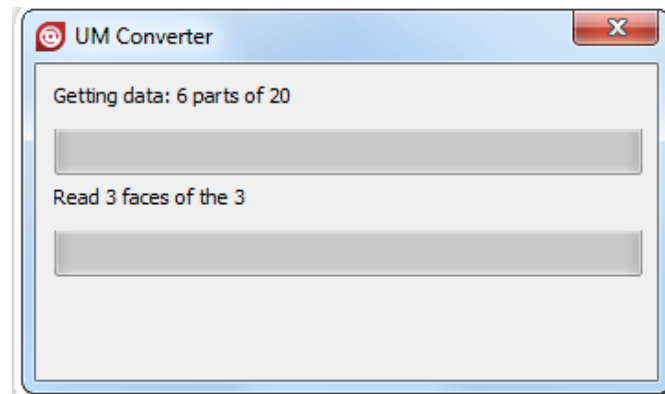 UM Converter
Getting data: 6 parts of 20
Read 3 faces of the 3